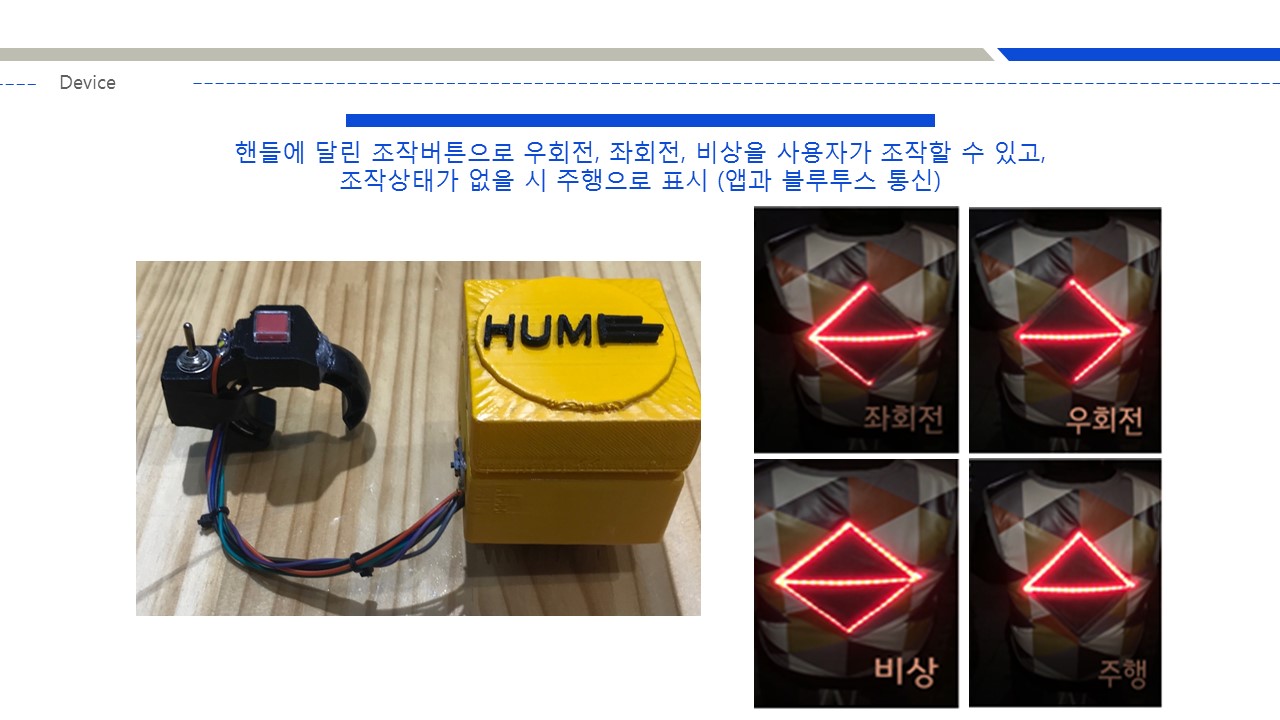 Device
핸들에 달린 조작버튼으로 우회전, 좌회전, 비상을 사용자가 조작할 수 있고,
조작상태가 없을 시 주행으로 표시 (앱과 블루투스 통신)
HUME
좌회전
우회전
비상
주행